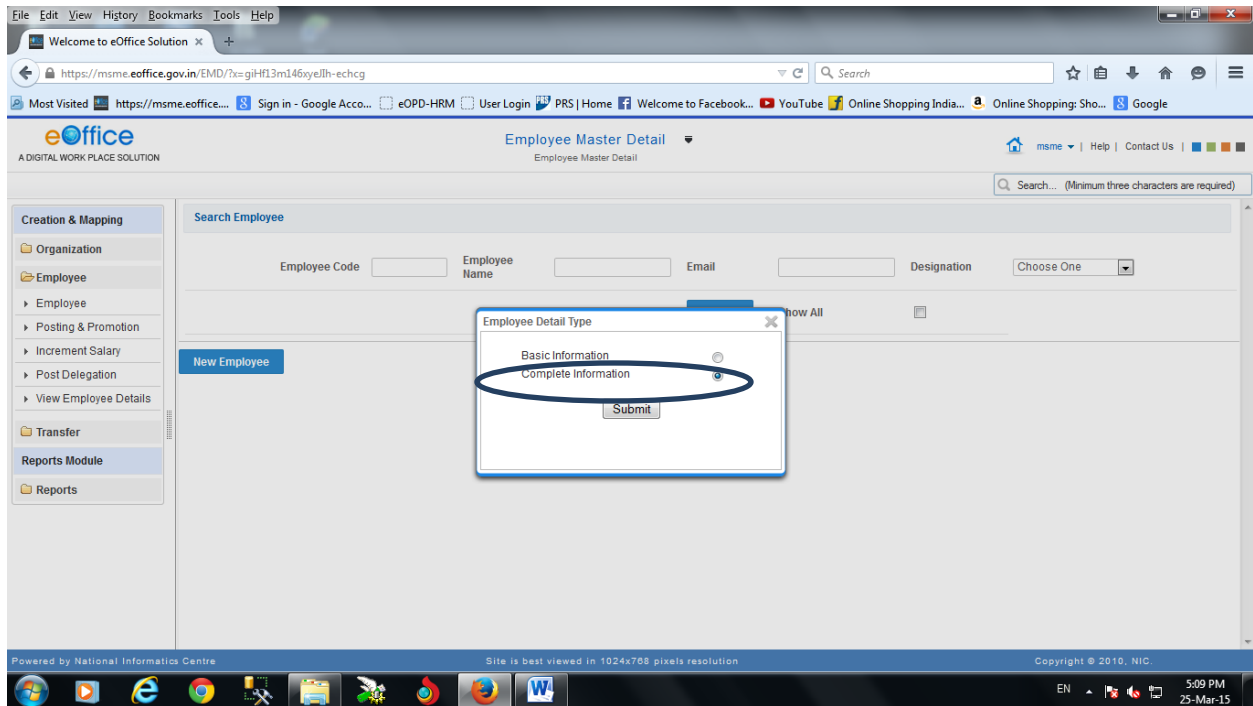 File Edit View History Bookmarks Tools Help
Welcome to eOffice Solution × +
https://msme.eoffice.gov.in/EMD/?x=giHf13m146xyeJIh-echcg Search
Most Visited https://msme.eoffice.... Sign in - Google Acco... eOPD-HRM User Login PRS | Home Welcome to Facebook... YouTube Online Shopping India... Online Shopping: Sho... Google
eOffice
A DIGITAL WORK PLACE SOLUTION
Employee Master Detail
Employee Master Detail
msme | Help | Contact Us |
Search... (Minimum three characters are required)
Creation & Mapping
Organization
Employee
Employee
Posting & Promotion
Increment Salary
Post Delegation
View Employee Details
Transfer
Reports Module
Reports
Search Employee
Employee Code Employee Name Email Designation Choose One
how All
New Employee
Employee Detail Type
Basic Information
Complete Information
Submit
Powered by National Informatics Centre Site is best viewed in 1024x768 pixels resolution Copyright © 2010, NIC.
EN 5:09 PM
25-Mar-15